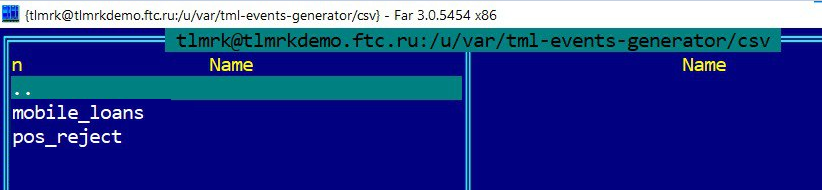 {tlmrk@tlmrkdemo.ftc.ru:/u/var/tml-events-generator/csv} - Far 3.0.5454 x86
tlmrk@tlmrkdemo.ftc.ru:/u/var/tml-events-generator/csv
n Name Name
..
mobile_loans
pos_reject